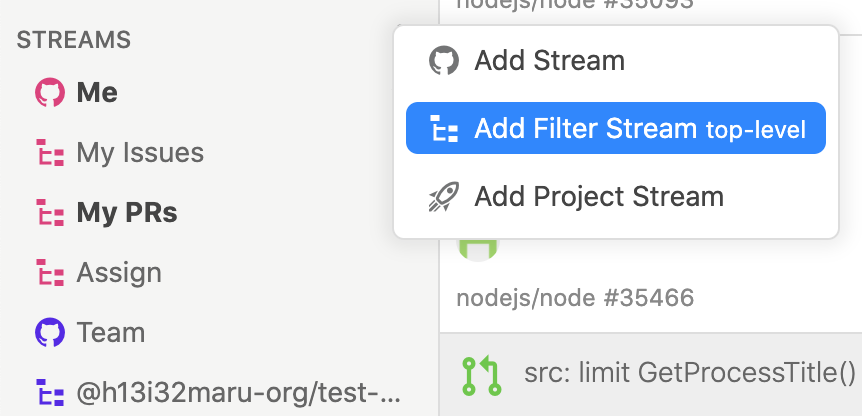 STREAMS
Me
My Issues
My PRs
Assign
Team
@h13i32maru-org/test-...
nodejs/node #35093
Add Stream
Add Filter Stream top-level
Add Project Stream
nodejs/node #35466
src: limit GetProcessTitle()